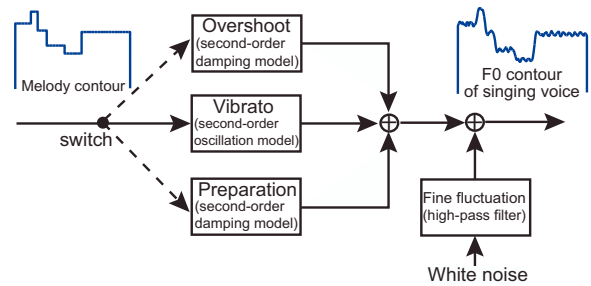 Melody contour
switch
Overshoot
(second-order
damping model)
Vibrato
(second-order
oscillation model)
Preparation
(second-order
damping model)
F0 contour
of singing voice
Fine fluctuation
(high-pass filter)
White noise